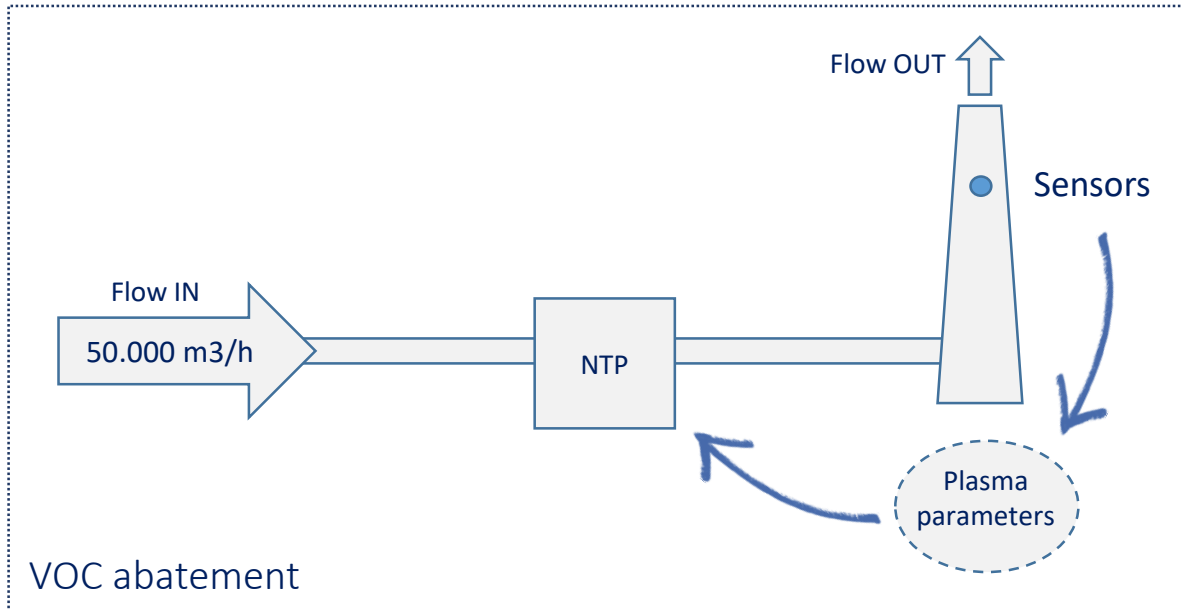 Flow OUT
Sensors
Flow IN
50.000 m3/h
NTP
Plasma
parameters
VOC abatement